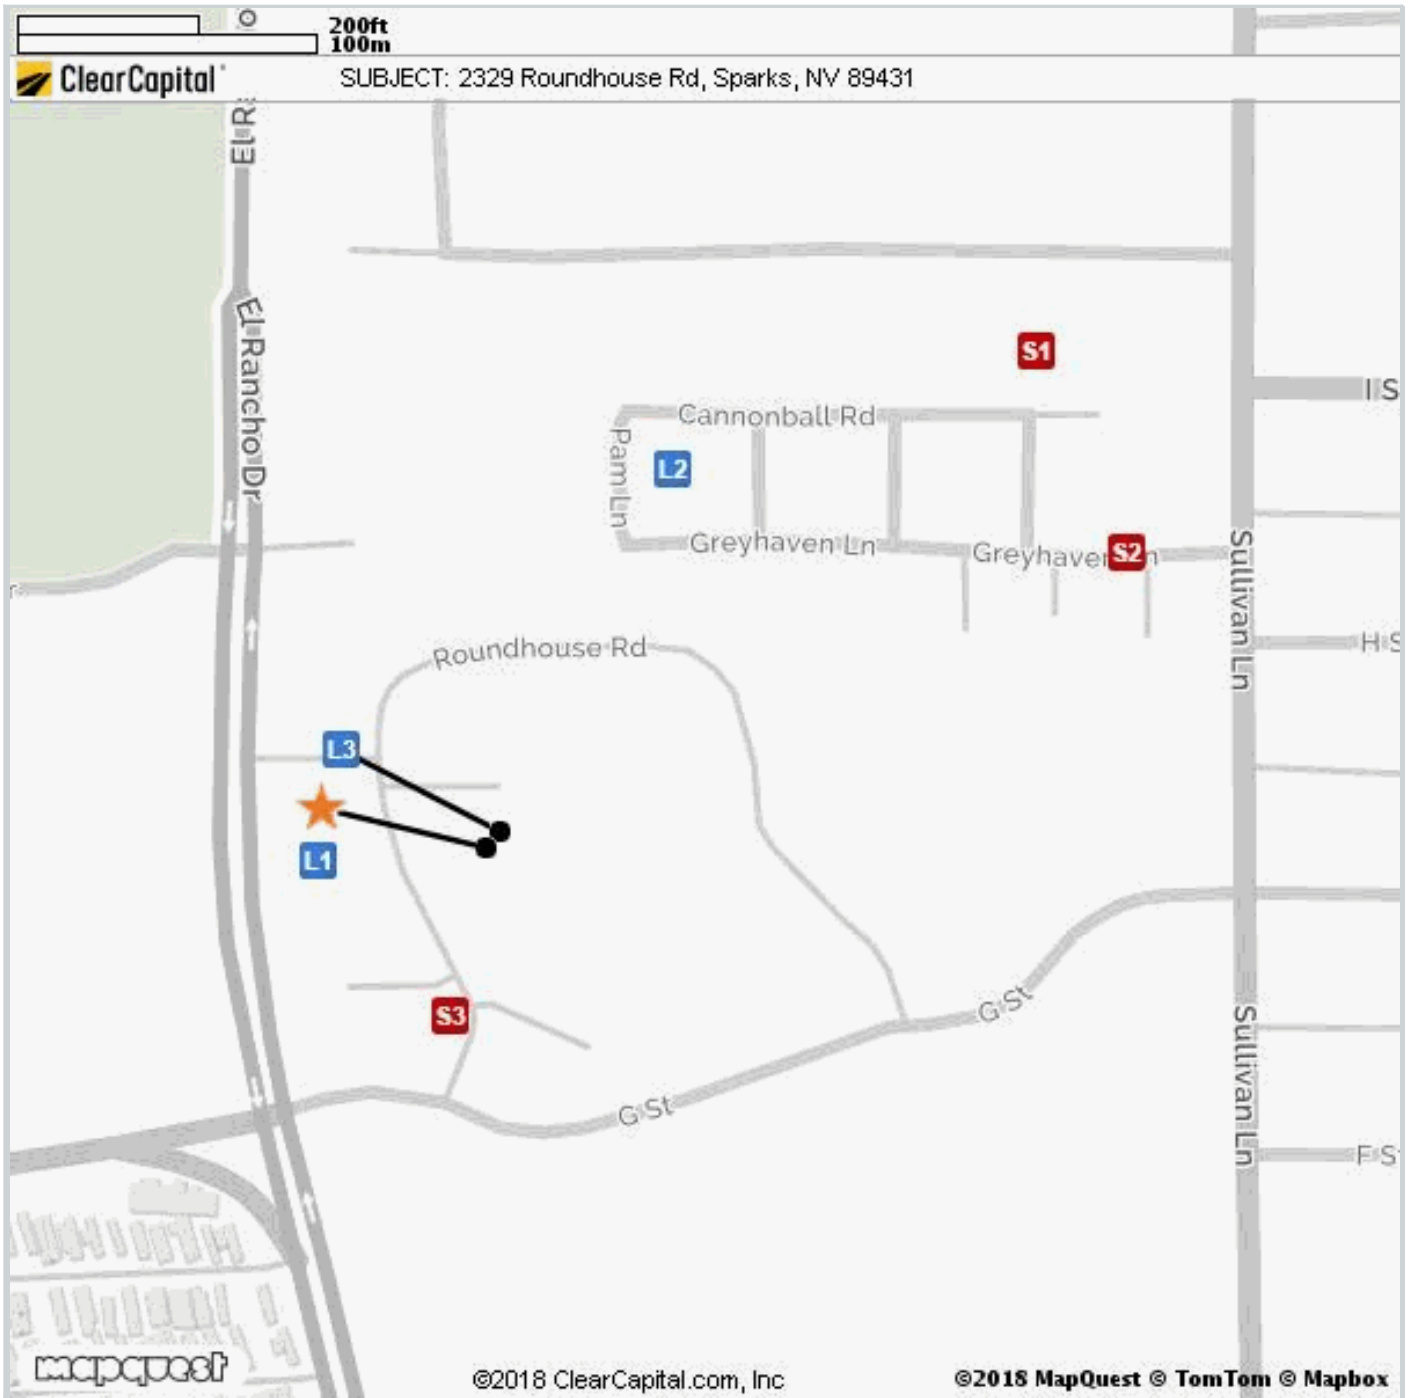 200ft
100m
ClearCapital
SUBJECT: 2329 Roundhouse Rd, Sparks, NV 89431
El R
El Rancho Dr
S1
I S
Cannonball Rd
Pam Ln
L2
Greyhaven Ln
Greyhaven
S2
Sullivan Ln
H S
Roundhouse Rd
L3
L1
S3
G St
G St
Sullivan Ln
F S
mapquest
©2018 ClearCapital.com, Inc
©2018 MapQuest © TomTom © Mapbox